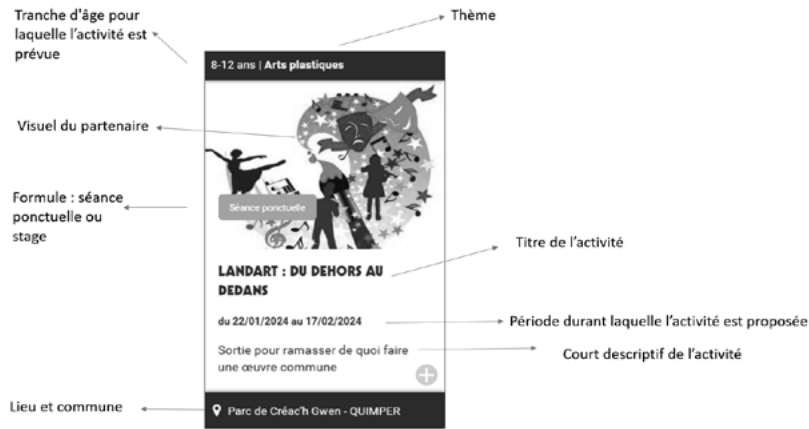 Tranche d'âge pour
laquelle l'activité est
prévue
Thème
8-12 ans | Arts plastiques
Visuel du partenaire
Formule : séance
ponctuelle ou
stage
Séance ponctuelle
Titre de l'activité
LANDART : DU DEHORS AU
DEDANS
du 22/01/2024 au 17/02/2024
Période durant laquelle l'activité est proposée
Sortie pour ramasser de quoi faire
une œuvre commune
Court descriptif de l'activité
Lieu et commune
Parc de Créac'h Gwen - QUIMPER